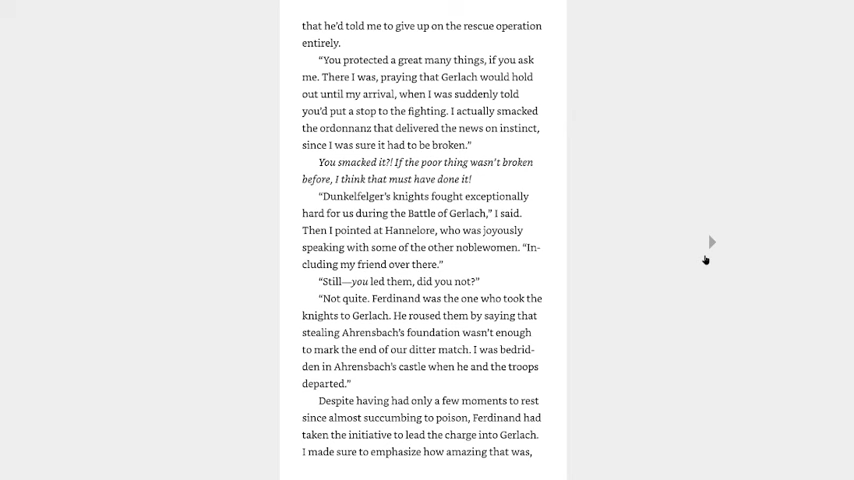 that he’d told me to give up on the rescue operation
entirely.
“You protected a great many things, if you ask
me. There I was, praying that Gerlach would hold
out until my arrival, when I was suddenly told
you’d put a stop to the fighting. I actually smacked
the ordonnanz that delivered the news on instinct,
since I was sure it had to be broken.”
You smacked it?! If the poor thing wasn’t broken
before, I think that must have done it!
“Dunkelfelger’s knights fought exceptionally
hard for us during the Battle of Gerlach,” I said.
Then I pointed at Hannelore, who was joyously
speaking with some of the other noblewomen. “In-
cluding my friend over there.”
“Still—you led them, did you not?”
“Not quite. Ferdinand was the one who took the
knights to Gerlach. He roused them by saying that
stealing Ahrensbach’s foundation wasn’t enough
to mark the end of our ditter match. I was bedrid-
den in Ahrensbach’s castle when he and the troops
departed.”
Despite having had only a few moments to rest
since almost succumbing to poison, Ferdinand had
taken the initiative to lead the charge into Gerlach.
I made sure to emphasize how amazing that was,